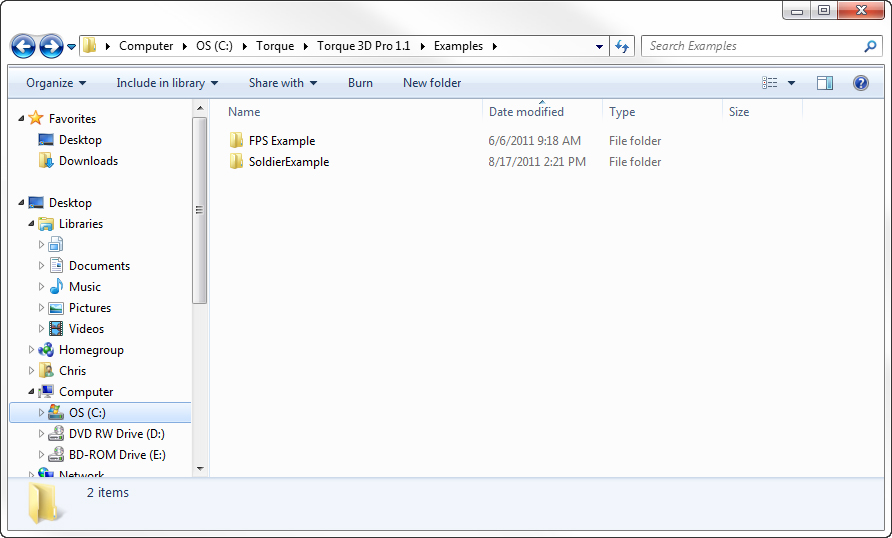 Computer OS (C:) Torque Torque 3D Pro 1.1 Examples Search Examples
Organize Include in library Share with Burn New folder
Favorites
Desktop
Downloads
Desktop
Libraries
Documents
Music
Pictures
Videos
Homegroup
Chris
Computer
OS (C:)
DVD RW Drive (D:)
BD-ROM Drive (E:)
Network
Name Date modified Type Size
FPS Example 6/6/2011 9:18 AM File folder
SoldierExample 8/17/2011 2:21 PM File folder
2 items